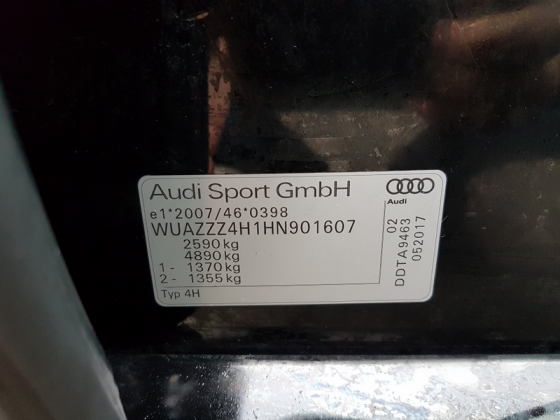 Audi Sport GmbH
e1*2007/46*0398
WUAZZZ4H1HN901607
2590 kg
4890 kg
1 - 1370 kg
2 - 1355 kg
Typ 4H
Audi
02
DDTA9463
052017